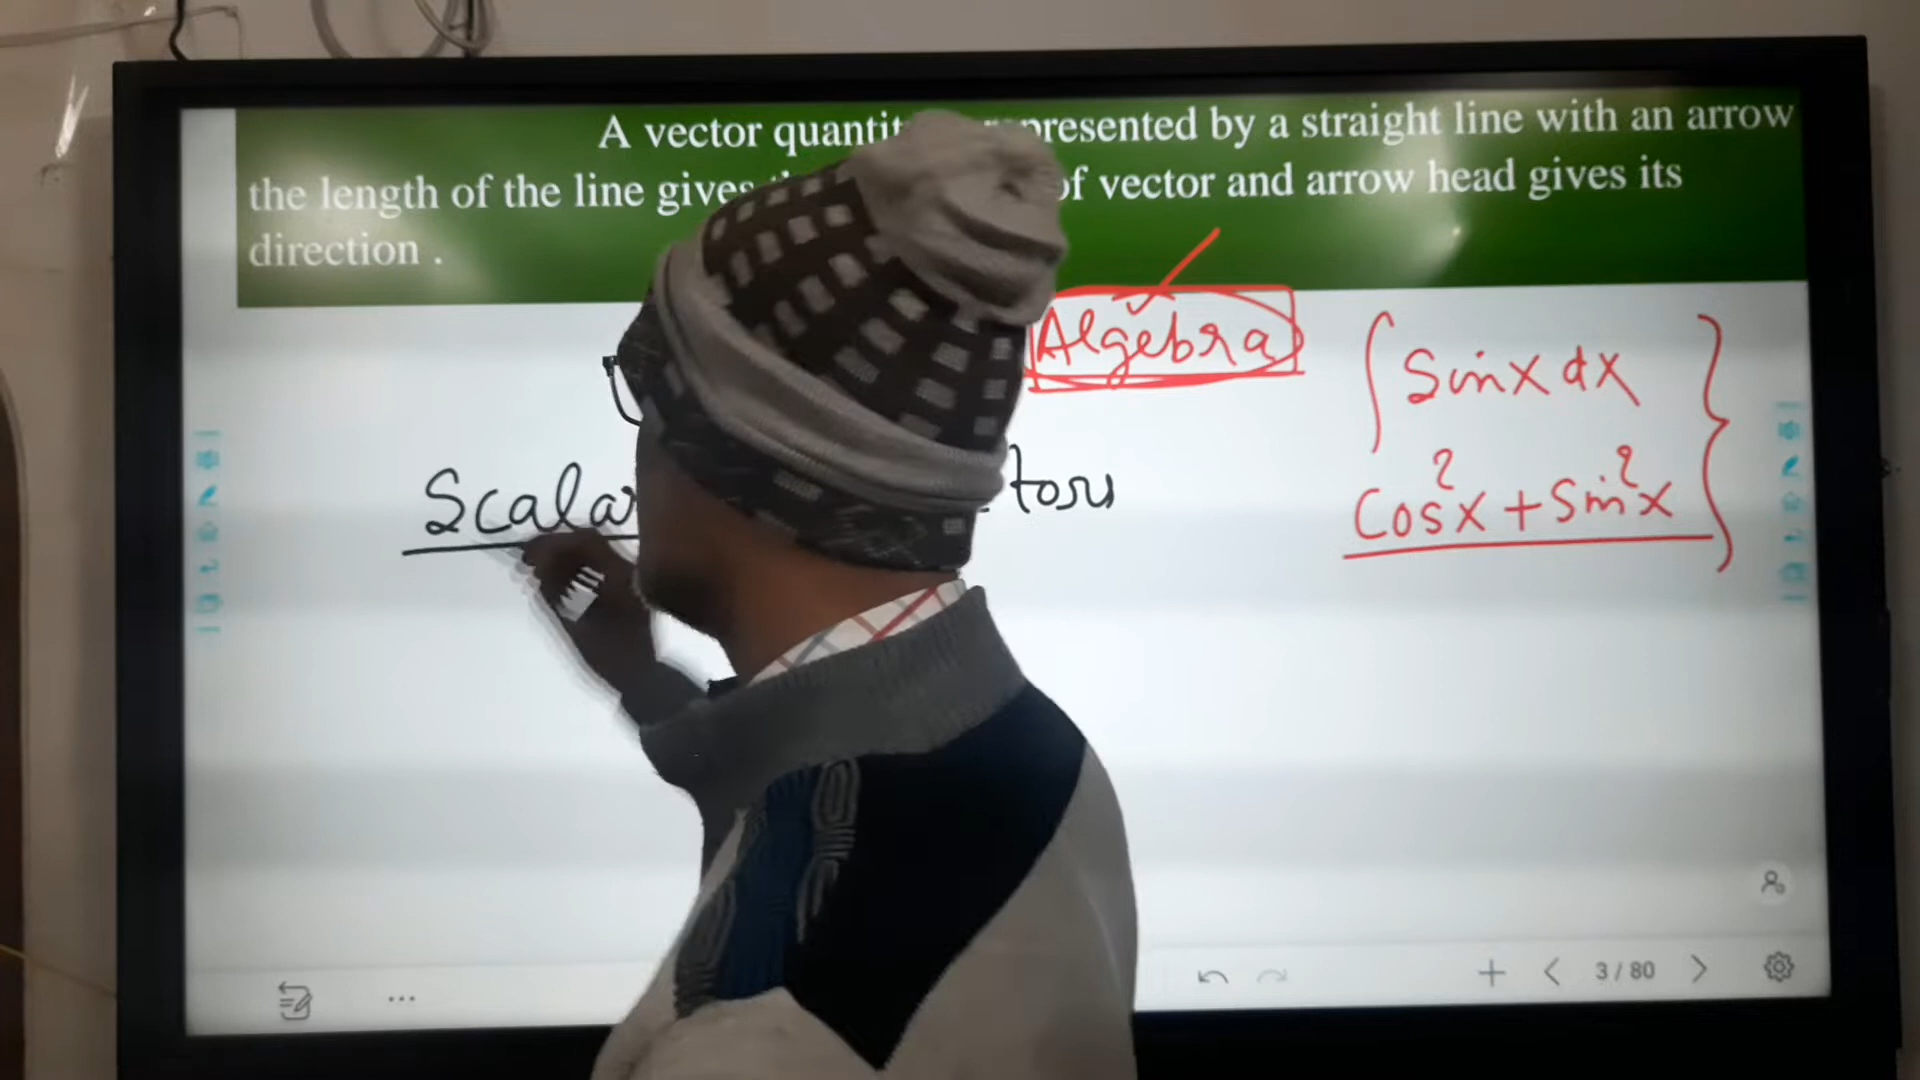 A vector quantit presented by a straight line with an arrow
the length of the line gives of vector and arrow head gives its
direction .
Algebra
∫ Sinx dx
Cos²x + Sin²x
Scalar tors
3 / 80